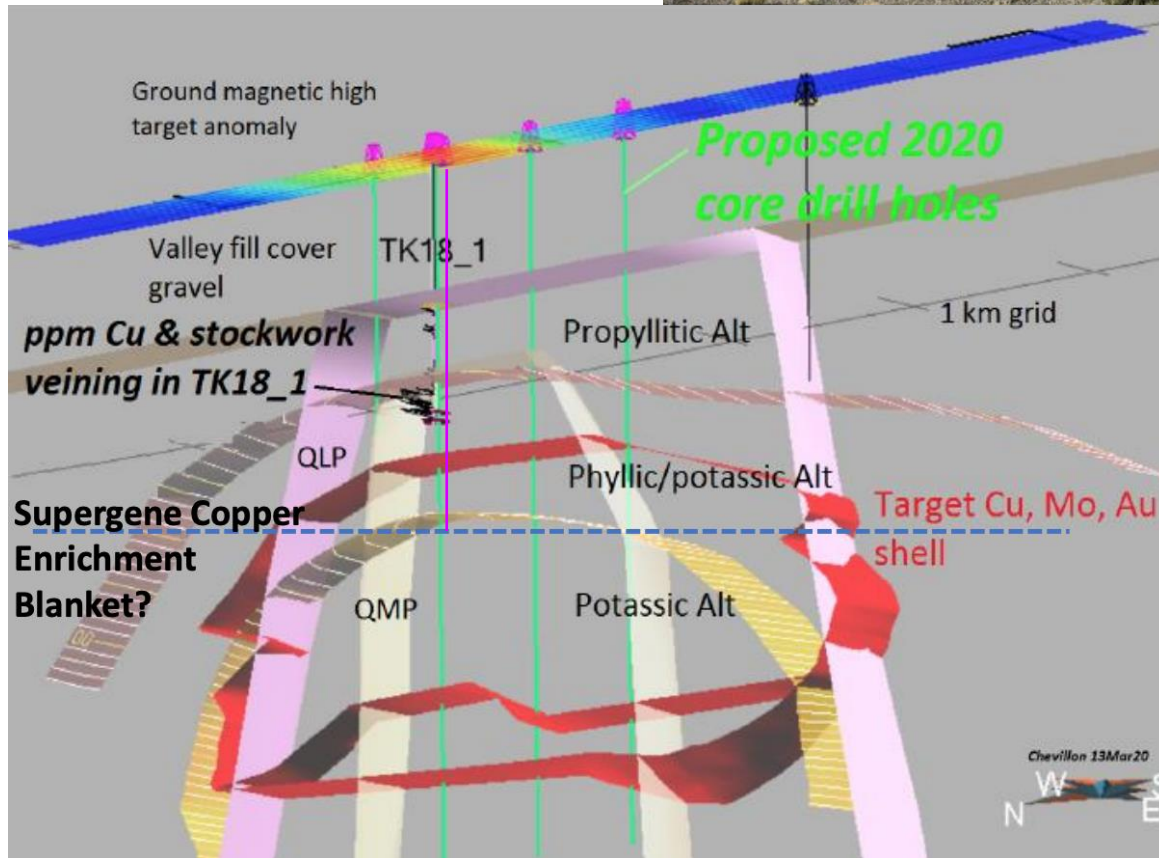 Ground magnetic high
target anomaly
Proposed 2020
core drill holes
Valley fill cover
gravel
TK18_1
ppm Cu & stockwork
veining in TK18_1
1 km grid
Propyllitic Alt
QLP
Phyllic/potassic Alt
Supergene Copper
Enrichment
Blanket?
Target Cu, Mo, Au
shell
QMP
Potassic Alt
Chevillon 13Mar20
W
S
N
E